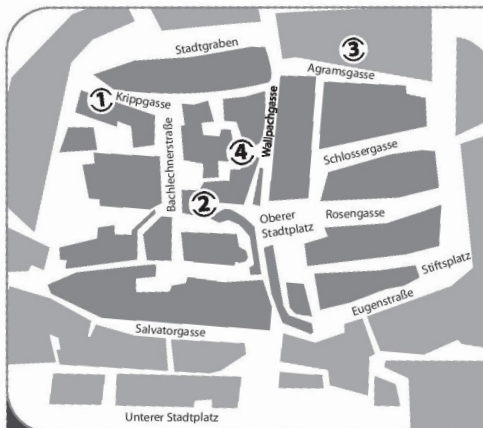 Stadtgraben
3
Agramsgasse
1
Krippgasse
Wallpachgasse
Bachlechnerstraße
4
Schlossergasse
2
Oberer
Stadtplatz
Rosengasse
Stiftsplatz
Eugenstraße
Salvatorgasse
Unterer Stadtplatz